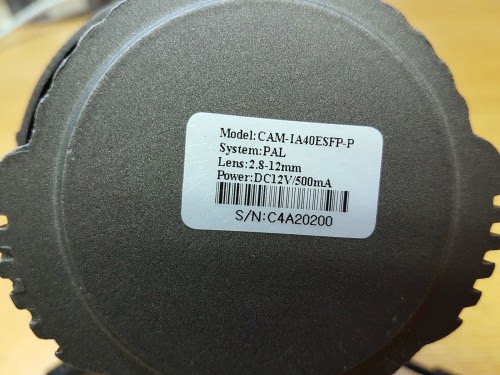 Model:CAM-IA40ESFP-P
System:PAL
Lens:2.8-12mm
Power:DC12V/500mA
S/N:C4A20200